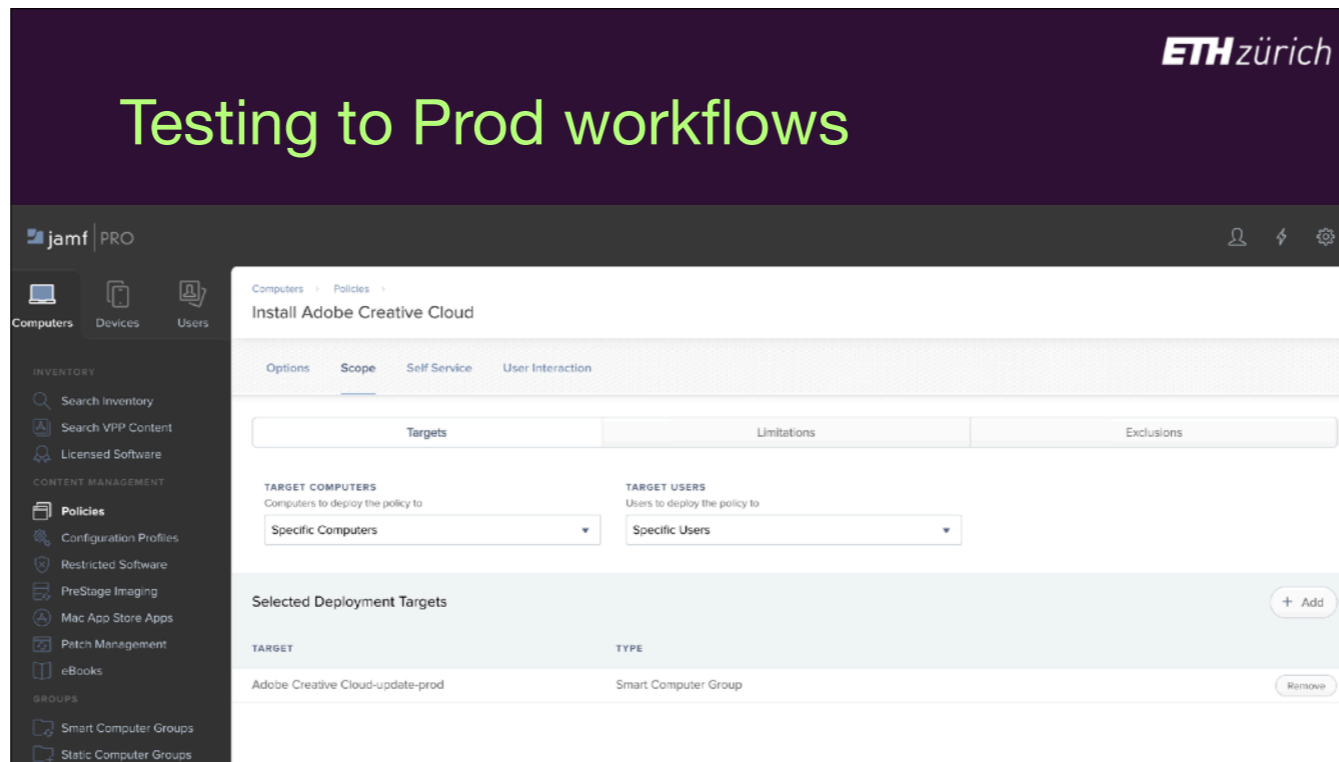 ETH zürich
Testing to Prod workflows
jamf PRO
Computers Devices Users
INVENTORY
Search Inventory
Search VPP Content
Licensed Software
CONTENT MANAGEMENT
Policies
Configuration Profiles
Restricted Software
PreStage Imaging
Mac App Store Apps
Patch Management
eBooks
GROUPS
Smart Computer Groups
Static Computer Groups
Computers > Policies >
Install Adobe Creative Cloud
Options Scope Self Service User Interaction
Targets Limitations Exclusions
TARGET COMPUTERS TARGET USERS
Computers to deploy the policy to Users to deploy the policy to
Specific Computers Specific Users
Selected Deployment Targets + Add
TARGET TYPE
Adobe Creative Cloud-update-prod Smart Computer Group Remove